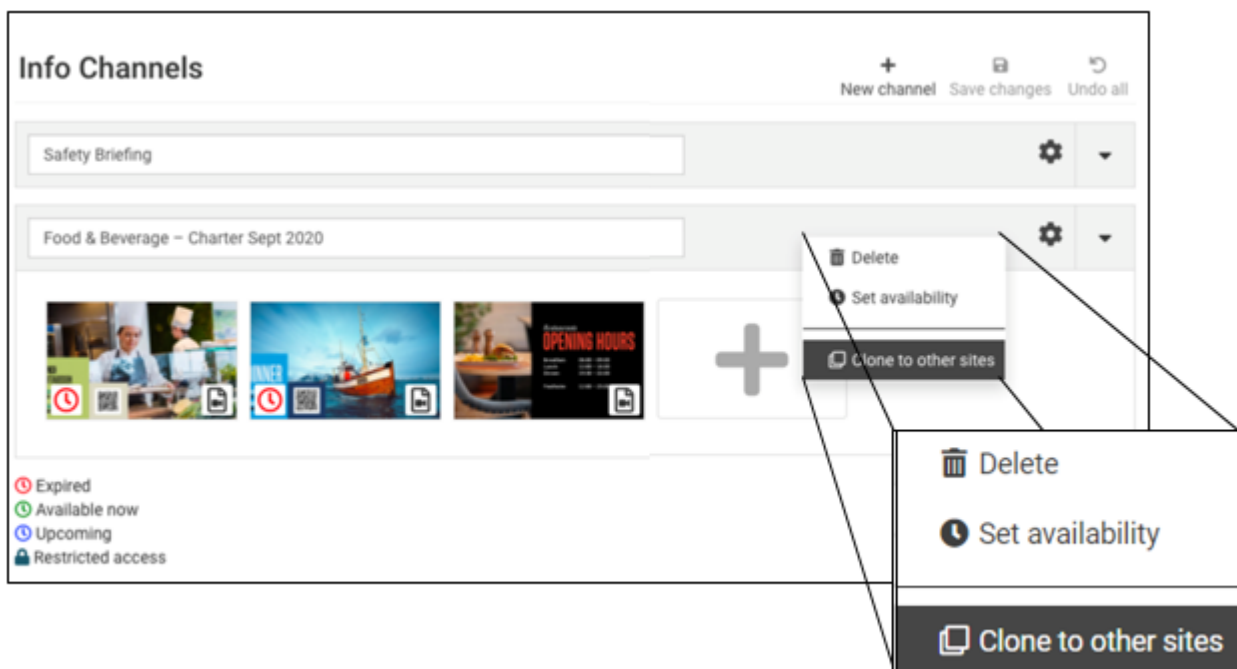 Info Channels
New channel Save changes Undo all
Safety Briefing
Food & Beverage – Charter Sept 2020
Delete
Set availability
Clone to other sites
INNER
OPENING HOURS
Expired
Available now
Upcoming
Restricted access
Delete
Set availability
Clone to other sites